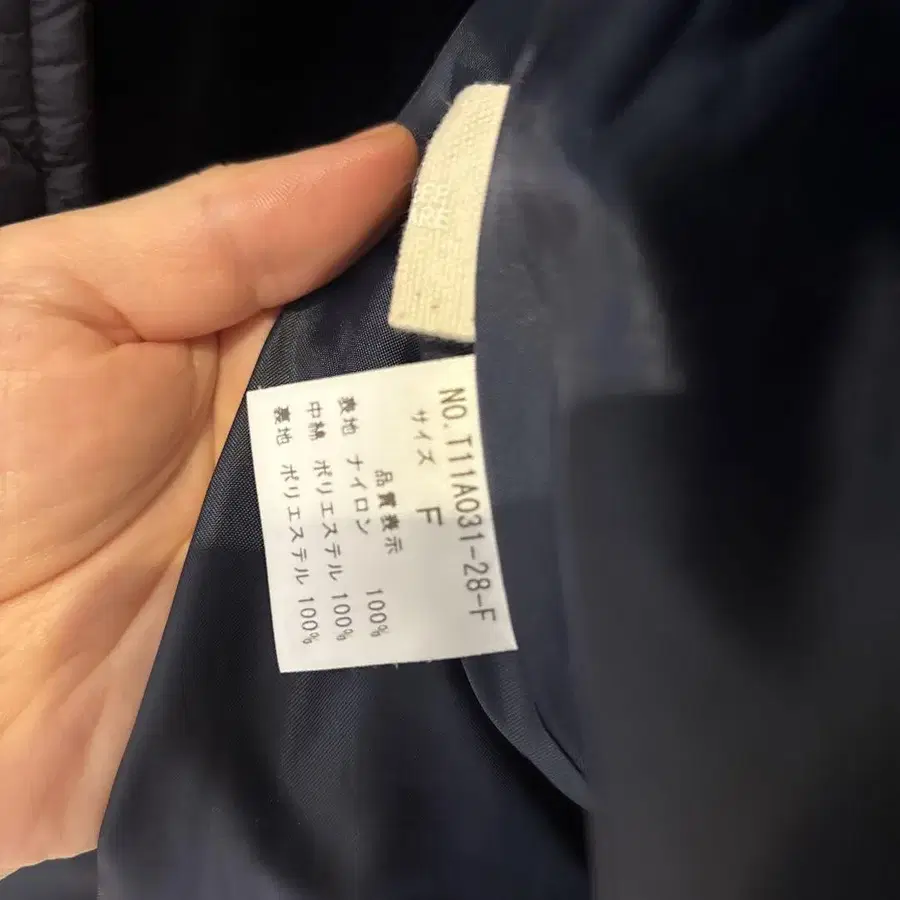 NO.T11A031-28-F
サイズ F
品質表示
表地 ナイロン 100%
中綿 ポリエステル 100%
裏地 ポリエステル 100%